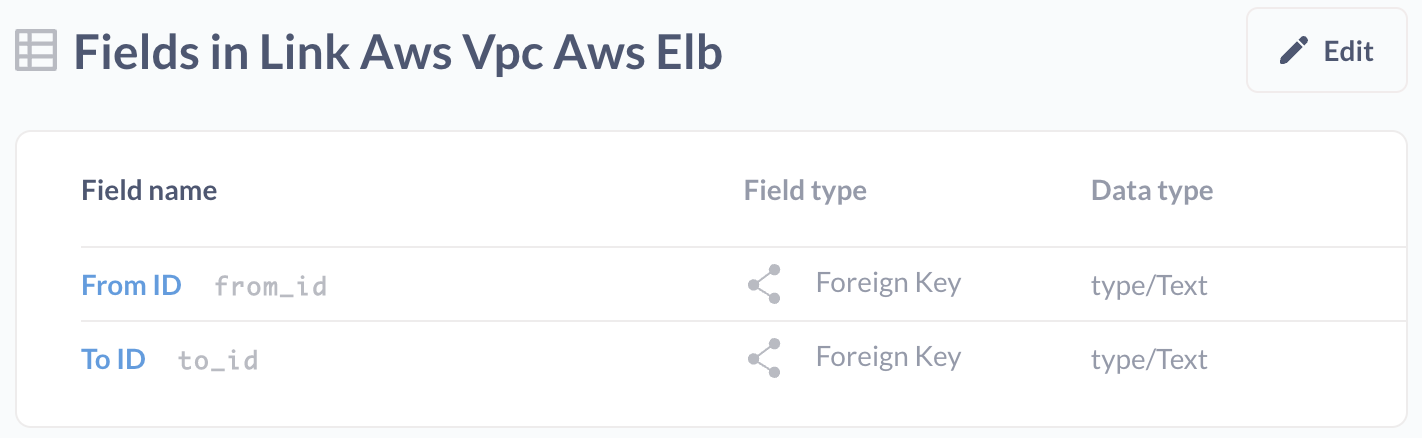 Fields in Link Aws Vpc Aws Elb
Edit
Field name Field type Data type
From ID from_id Foreign Key type/Text
To ID to_id Foreign Key type/Text